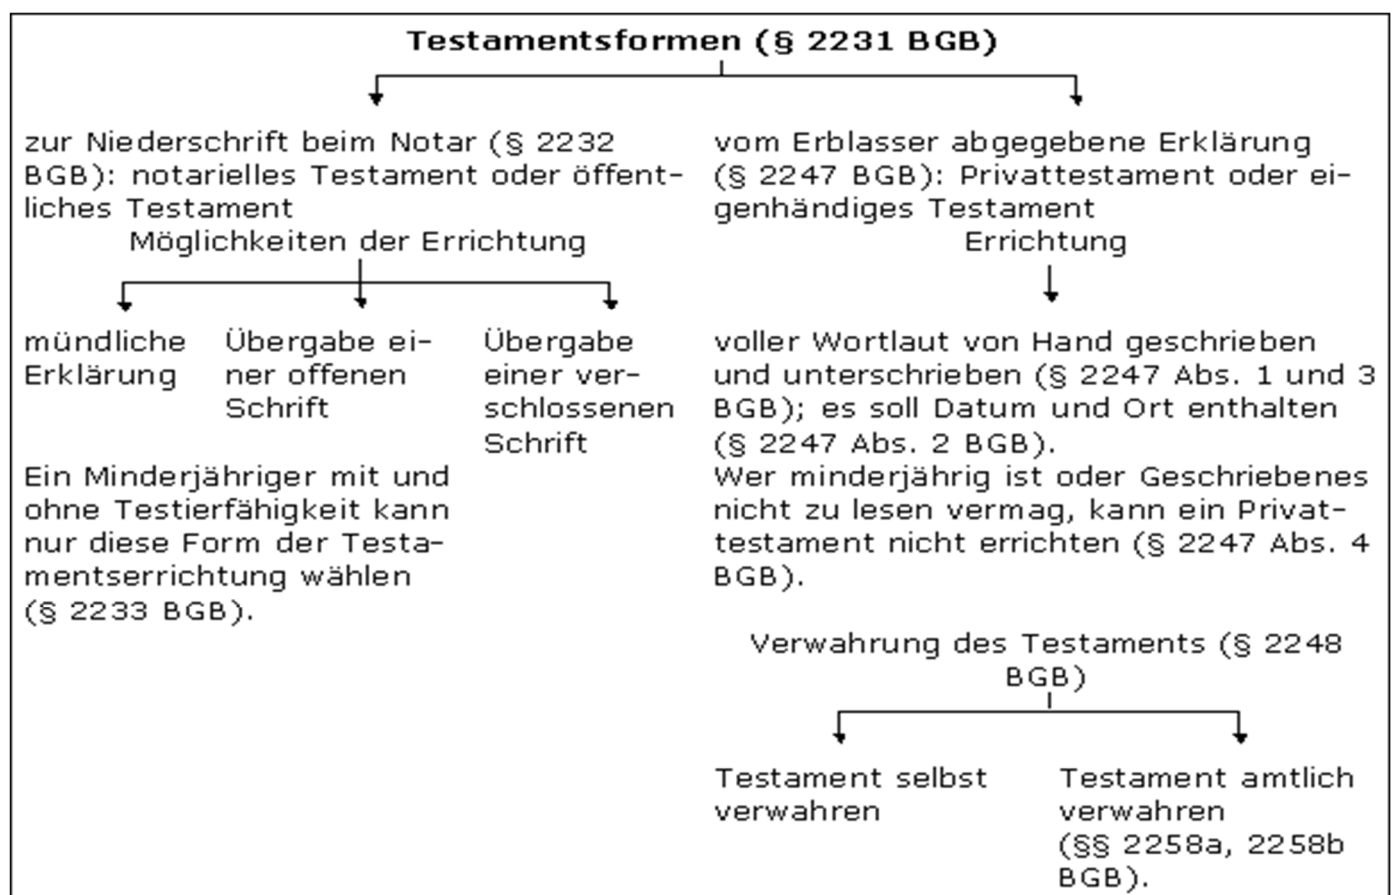 Testamentsformen (§ 2231 BGB)
zur Niederschrift beim Notar (§ 2232
BGB): notarielles Testament oder öffent-
liches Testament
Möglichkeiten der Errichtung
mündliche
Erklärung
Übergabe ei-
ner offenen
Schrift
Übergabe
einer ver-
schlossenen
Schrift
Ein Minderjähriger mit und
ohne Testierfähigkeit kann
nur diese Form der Testa-
mentserrichtung wählen
(§ 2233 BGB).
vom Erblasser abgegebene Erklärung
(§ 2247 BGB): Privattestament oder ei-
genhändiges Testament
Errichtung
voller Wortlaut von Hand geschrieben
und unterschrieben (§ 2247 Abs. 1 und 3
BGB); es soll Datum und Ort enthalten
(§ 2247 Abs. 2 BGB).
Wer minderjährig ist oder Geschriebenes
nicht zu lesen vermag, kann ein Privat-
testament nicht errichten (§ 2247 Abs. 4
BGB).
Verwahrung des Testaments (§ 2248
BGB)
Testament selbst
verwahren
Testament amtlich
verwahren
(§§ 2258a, 2258b
BGB).